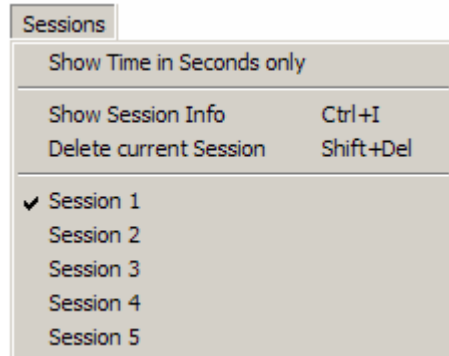 Sessions
Show Time in Seconds only
Show Session Info Ctrl+I
Delete current Session Shift+Del
Session 1
Session 2
Session 3
Session 4
Session 5